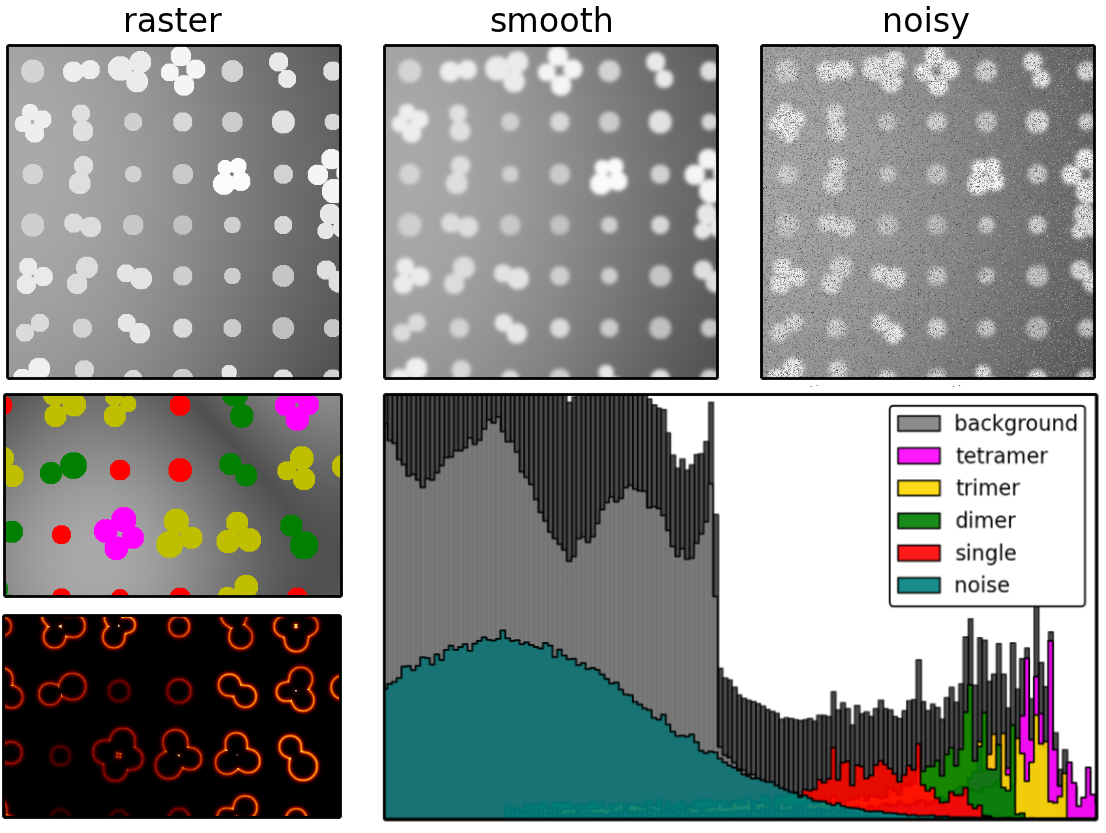 raster
smooth
noisy
background
tetramer
trimer
dimer
single
noise